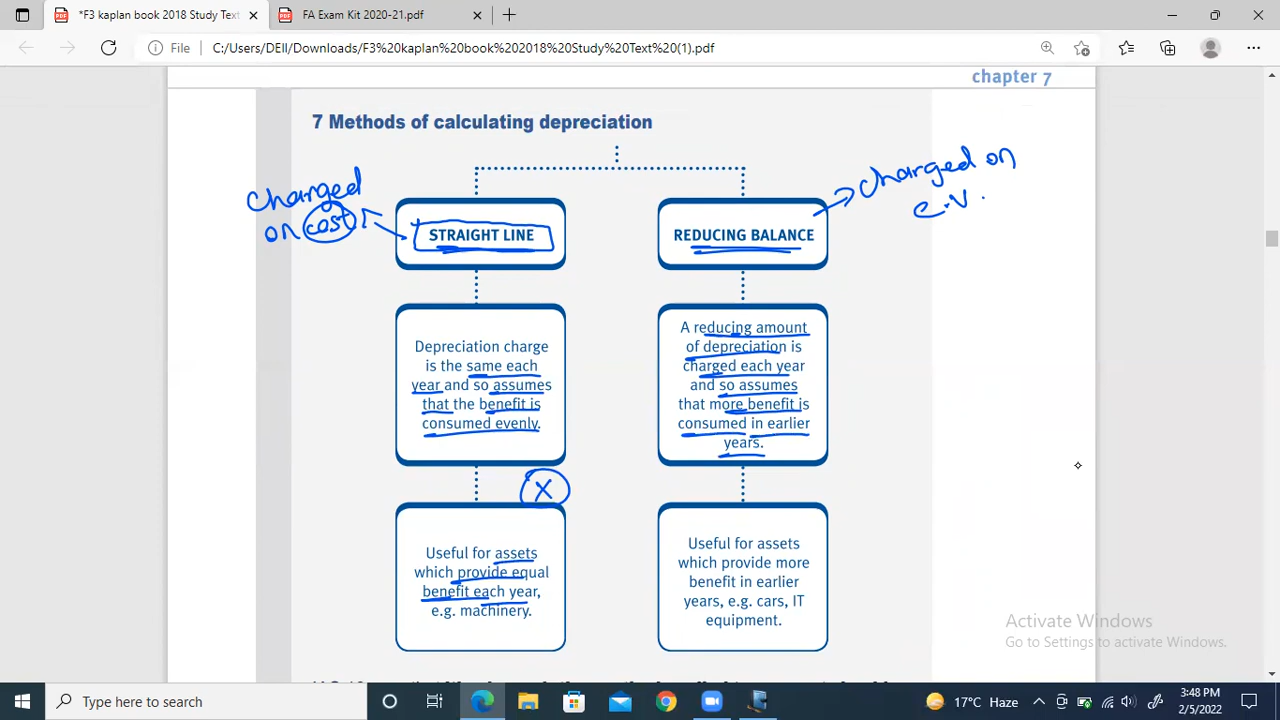 *F3 kaplan book 2018 Study Text
FA Exam Kit 2020-21.pdf
File
C:/Users/DEll/Downloads/F3%20kaplan%20book%202018%20Study%20Text%20(1).pdf
chapter 7
7 Methods of calculating depreciation
charged
on cost
charged on
c.v.
STRAIGHT LINE
REDUCING BALANCE
Depreciation charge
is the same each
year and so assumes
that the benefit is
consumed evenly.
A reducing amount
of depreciation is
charged each year
and so assumes
that more benefit is
consumed in earlier
years.
X
Useful for assets
which provide equal
benefit each year,
e.g. machinery.
Useful for assets
which provide more
benefit in earlier
years, e.g. cars, IT
equipment.
Activate Windows
Go to Settings to activate Windows.
Type here to search
17°C Haze
3:48 PM
2/5/2022